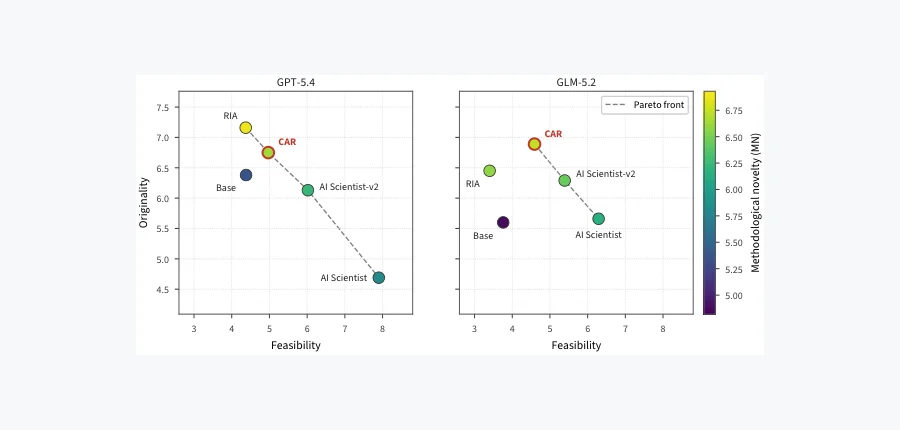 GPT-5.4
GLM-5.2
Originality
7.5
7.0
6.5
6.0
5.5
5.0
4.5
RIA
CAR
Base
AI Scientist-v2
AI Scientist
3 4 5 6 7 8
Feasibility
Pareto front
CAR
RIA
AI Scientist-v2
Base
AI Scientist
3 4 5 6 7 8
Feasibility
6.75
6.50
6.25
6.00
5.75
5.50
5.25
5.00
Methodological novelty (MN)